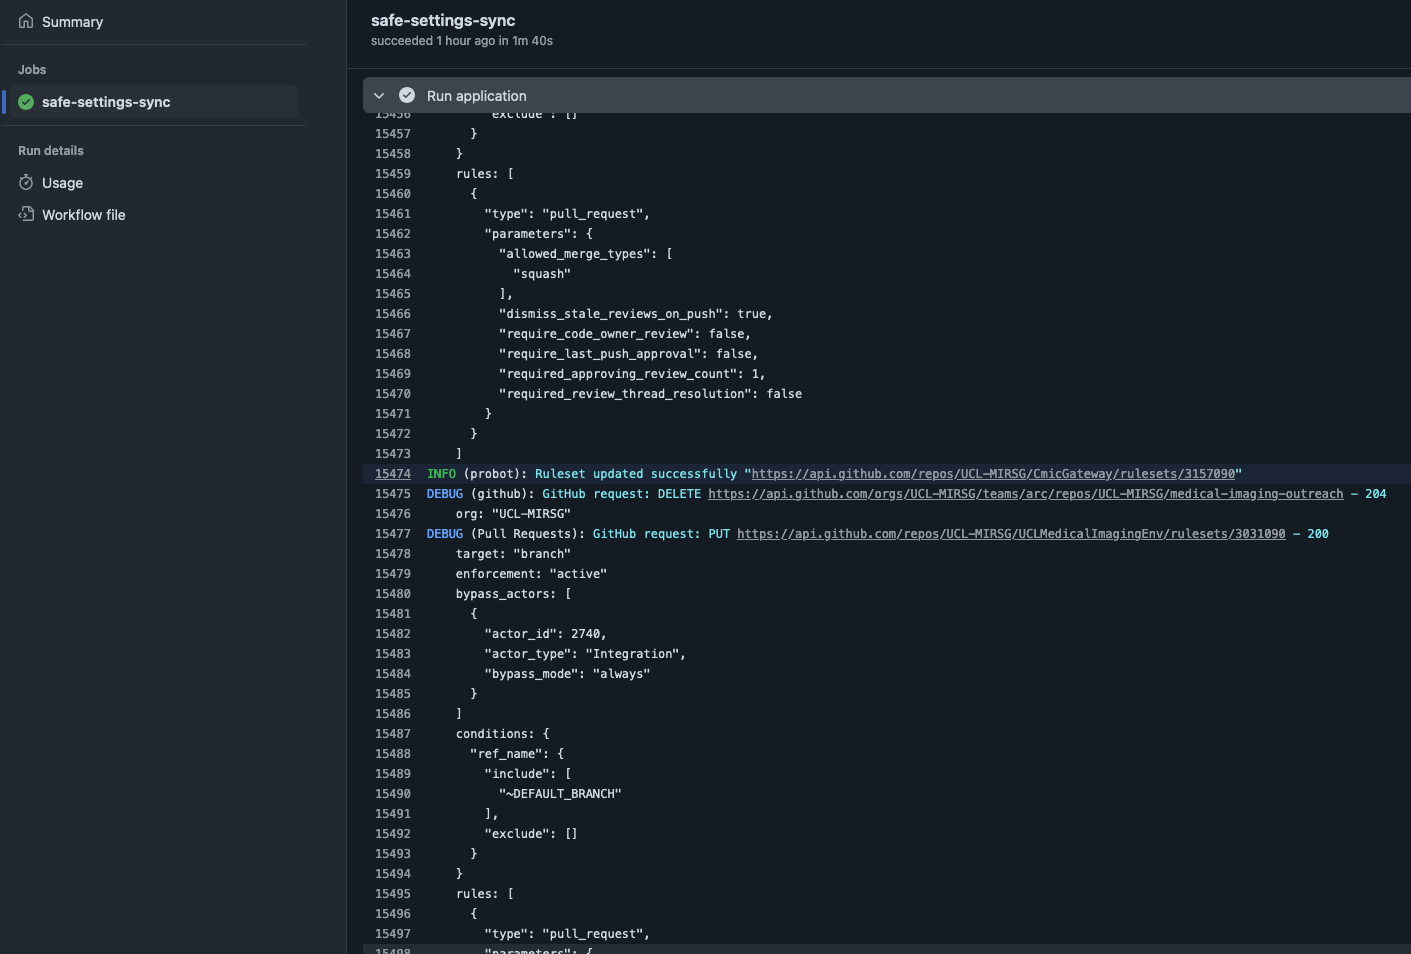 Summary
Jobs
safe-settings-sync
Run details
Usage
Workflow file
safe-settings-sync
succeeded 1 hour ago in 1m 40s
Run application
15456 "exclude": []
15457 }
15458 }
15459 rules: [
15460 {
15461 "type": "pull_request",
15462 "parameters": {
15463 "allowed_merge_types": [
15464 "squash"
15465 ],
15466 "dismiss_stale_reviews_on_push": true,
15467 "require_code_owner_review": false,
15468 "require_last_push_approval": false,
15469 "required_approving_review_count": 1,
15470 "required_review_thread_resolution": false
15471 }
15472 }
15473 ]
15474 INFO (probot): Ruleset updated successfully "https://api.github.com/repos/UCL-MIRSG/CmicGateway/rulesets/3157090"
15475 DEBUG (github): GitHub request: DELETE https://api.github.com/orgs/UCL-MIRSG/teams/arc/repos/UCL-MIRSG/medical-imaging-outreach - 204
15476 org: "UCL-MIRSG"
15477 DEBUG (Pull Requests): GitHub request: PUT https://api.github.com/repos/UCL-MIRSG/UCLMedicalImagingEnv/rulesets/3031090 - 200
15478 target: "branch"
15479 enforcement: "active"
15480 bypass_actors: [
15481 {
15482 "actor_id": 2740,
15483 "actor_type": "Integration",
15484 "bypass_mode": "always"
15485 }
15486 ]
15487 conditions: {
15488 "ref_name": {
15489 "include": [
15490 "~DEFAULT_BRANCH"
15491 ],
15492 "exclude": []
15493 }
15494 }
15495 rules: [
15496 {
15497 "type": "pull_request",
15498 "parameters": {